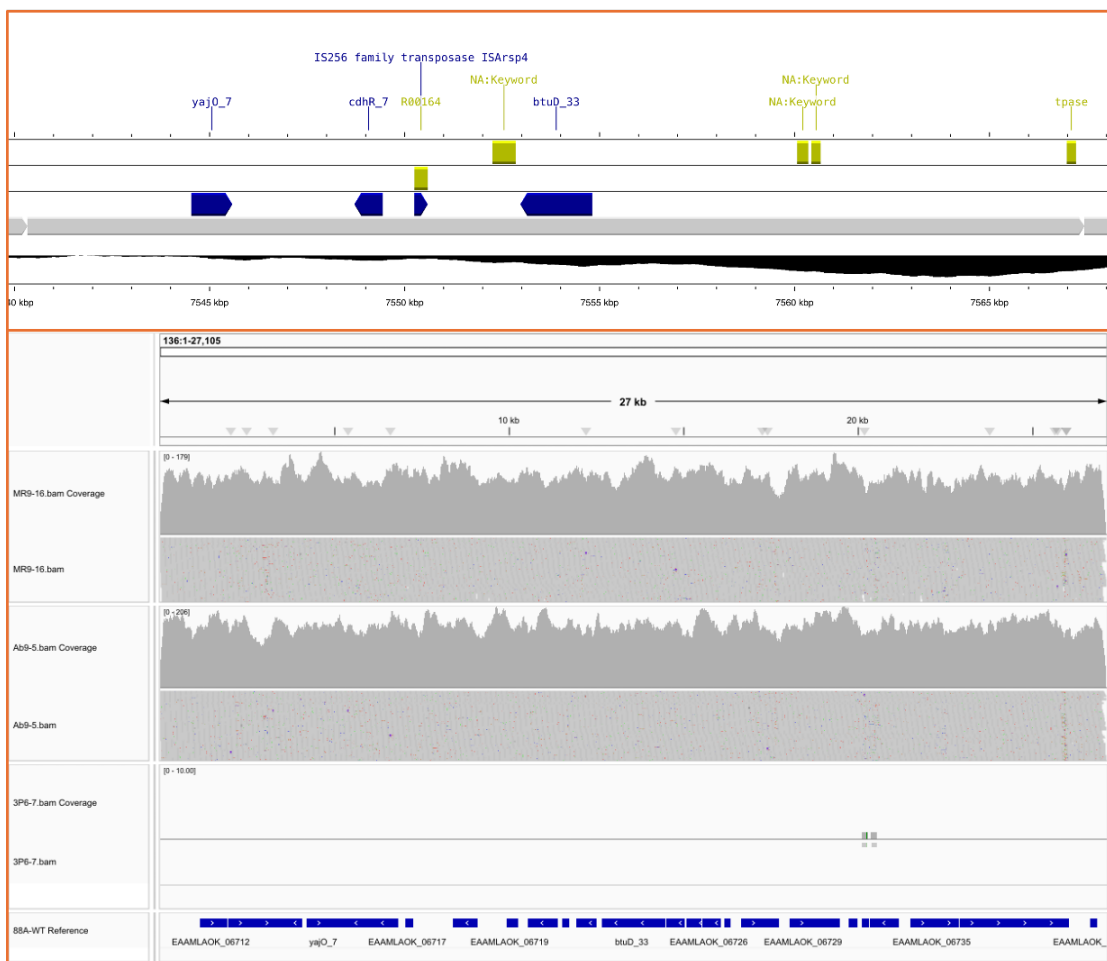 IS256 family transposase ISArsp4
NA:Keyword NA:Keyword
yajO_7 cdhR_7 R00164 btuD_33 NA:Keyword tpase
7545 kbp 7550 kbp 7555 kbp 7560 kbp 7565 kbp
136:1-27,105
27 kb
10 kb 20 kb
[0 - 179]
MR9-16.bam Coverage
MR9-16.bam
[0 - 206]
Ab9-5.bam Coverage
Ab9-5.bam
[0 - 10.00]
3P6-7.bam Coverage
3P6-7.bam
88A-WT Reference
EAAMLAOK_06712 yajO_7 EAAMLAOK_06717 EAAMLAOK_06719 btuD_33 EAAMLAOK_06726 EAAMLAOK_06729 EAAMLAOK_06735 EAAMLAOK_